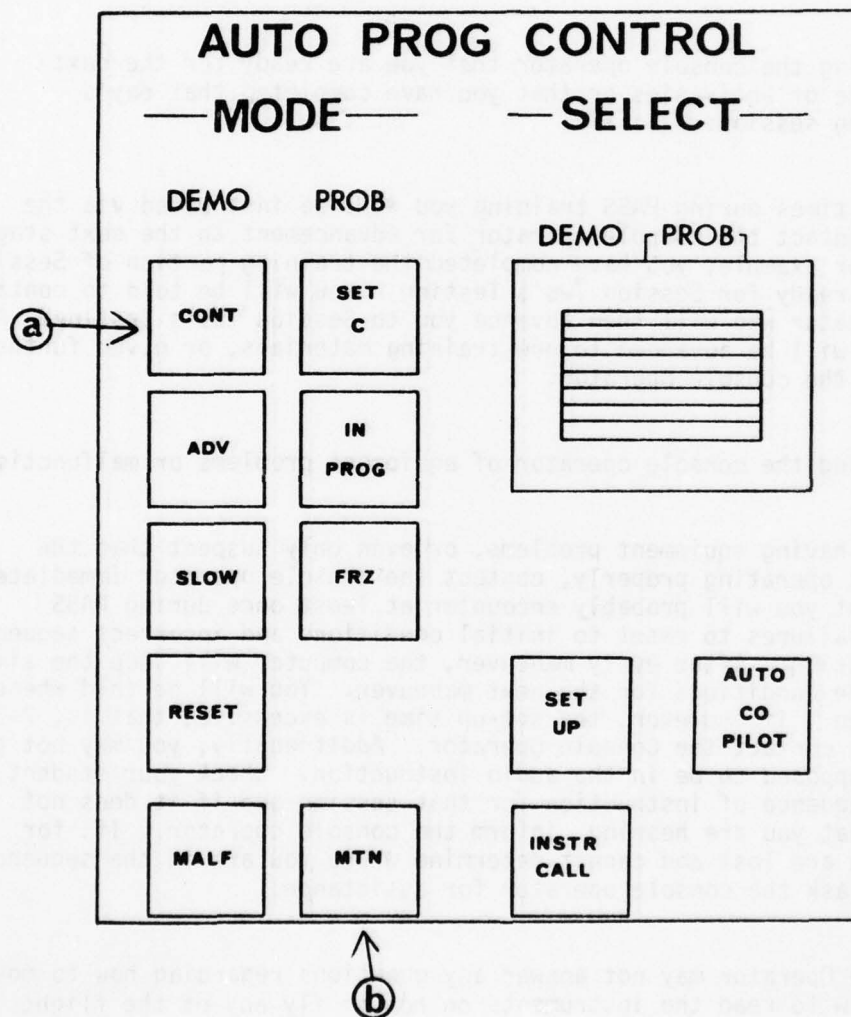 AUTO PROG CONTROL
MODE SELECT
DEMO PROB
DEMO PROB
a
CONT
SET
C
ADV
IN
PROG
SLOW
FRZ
RESET
SET
UP
AUTO
CO
PILOT
MALF
MTN
INSTR
CALL
b